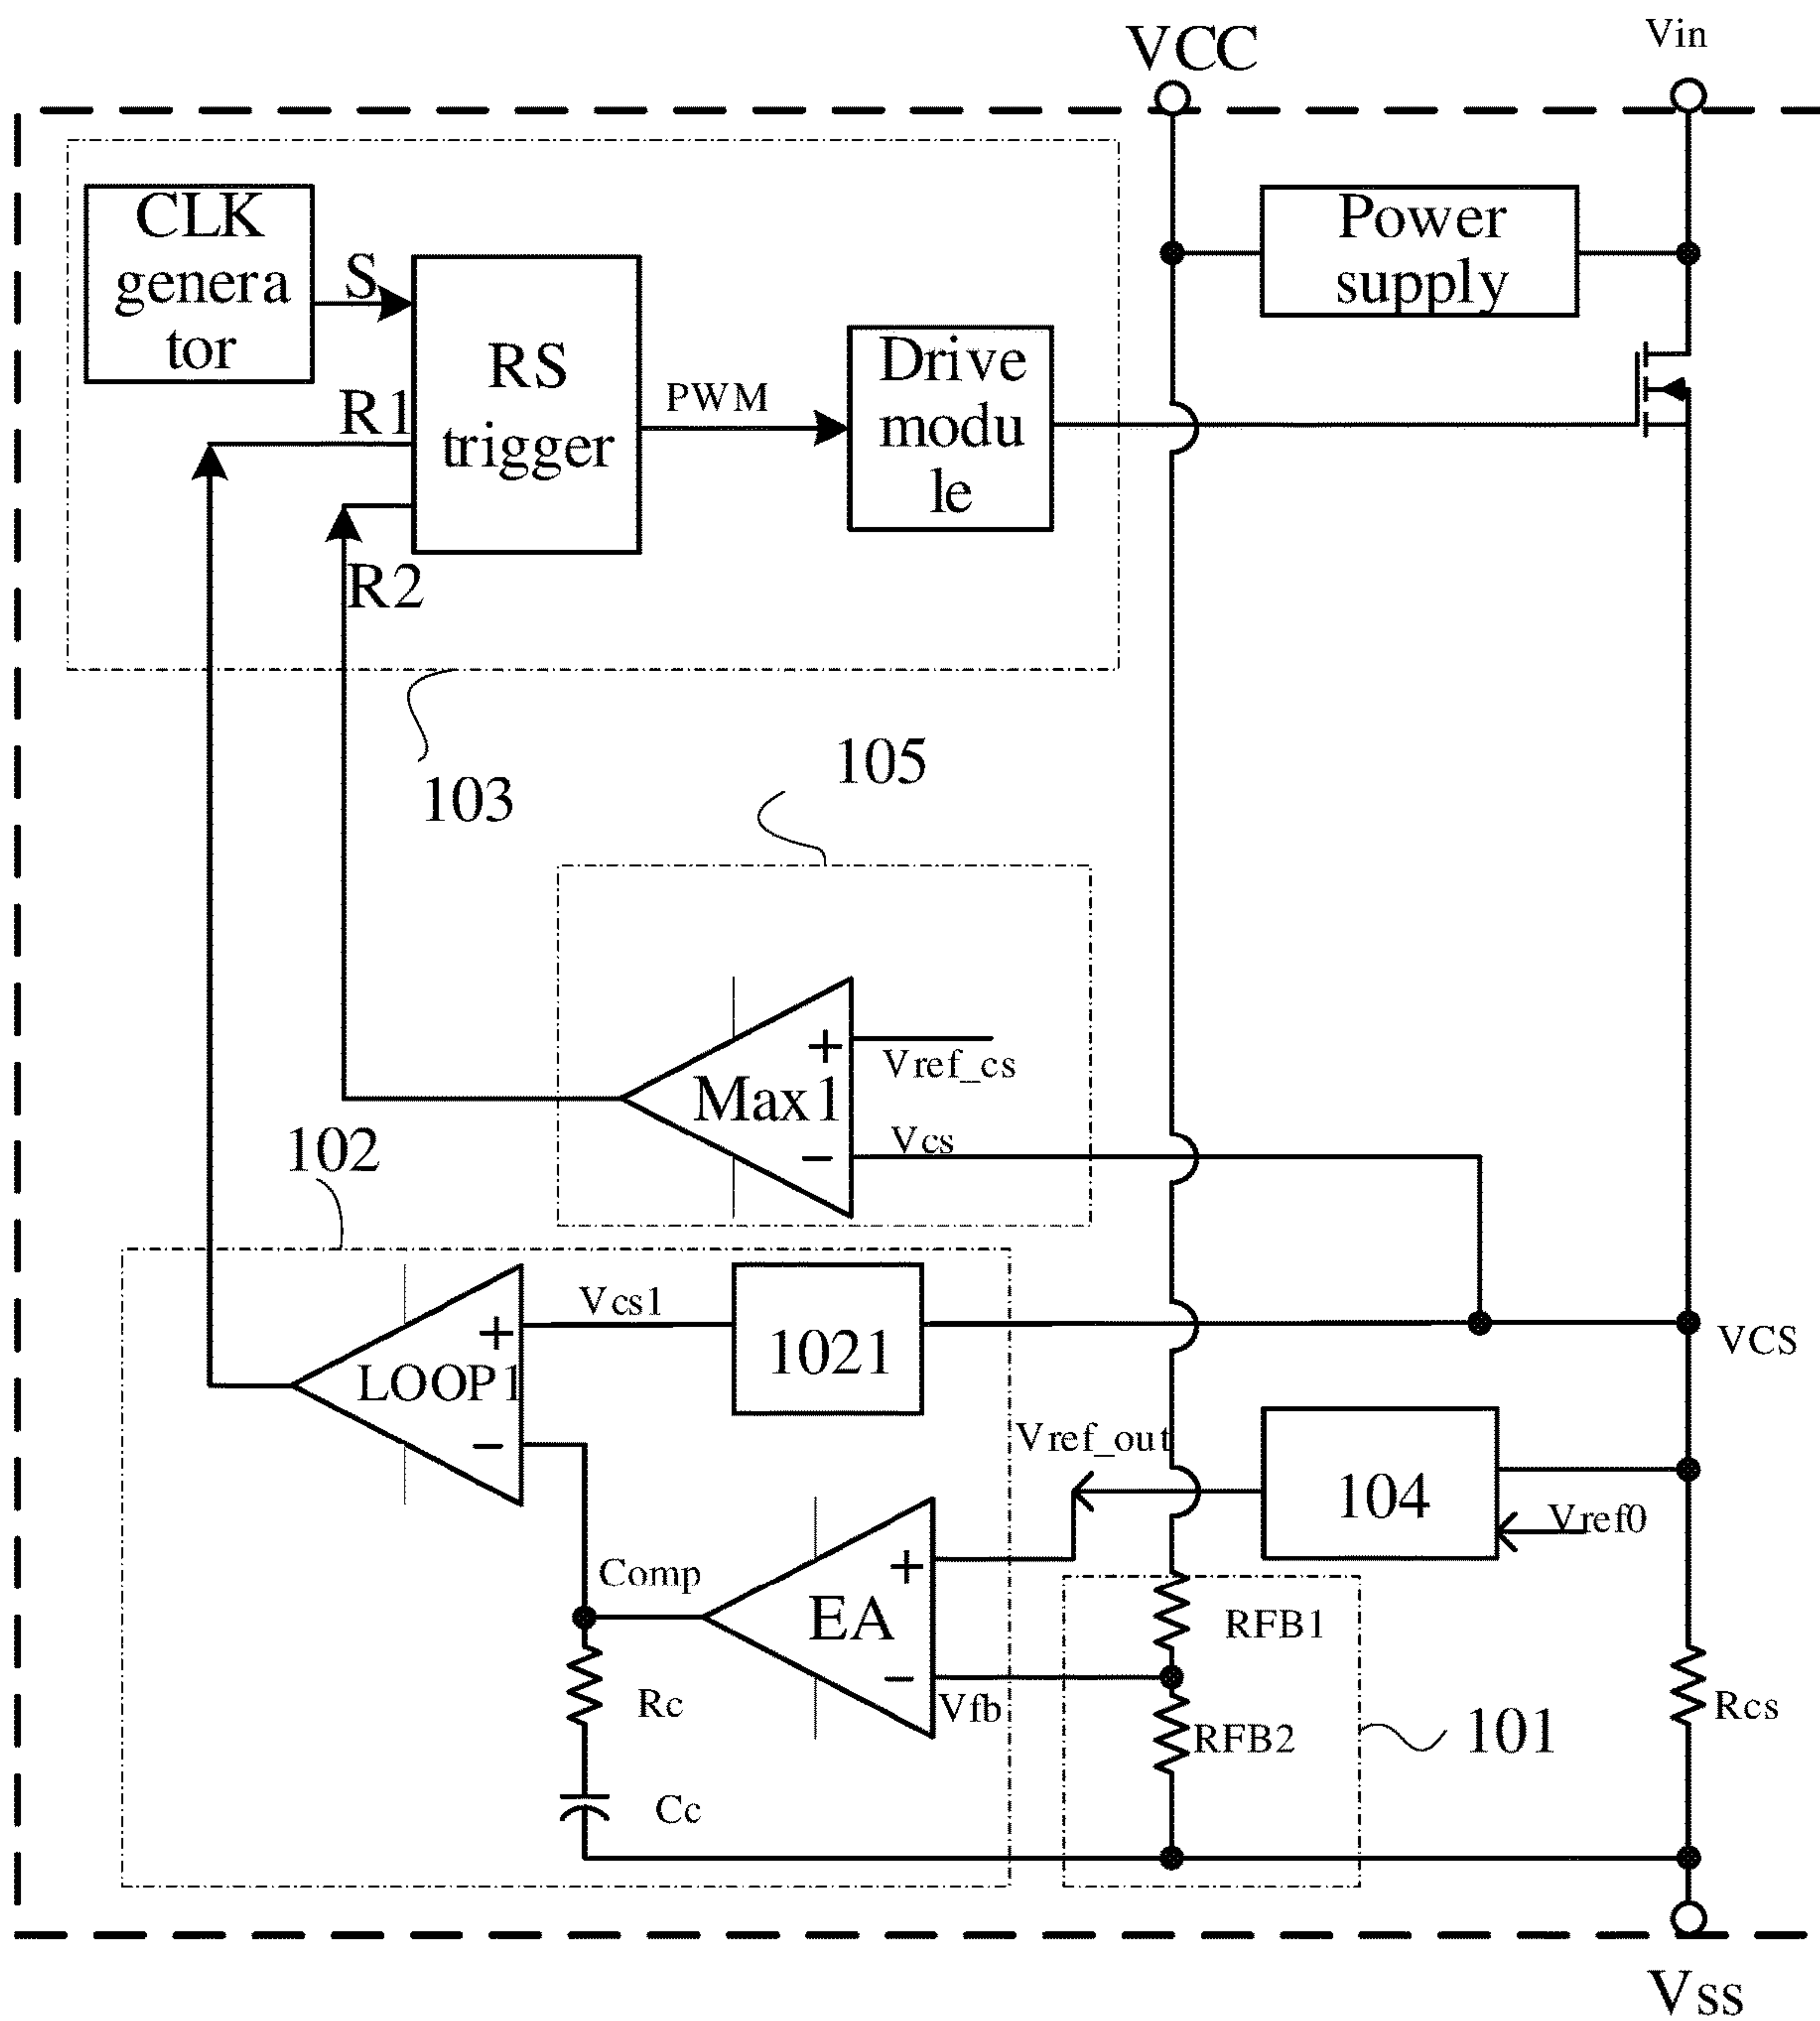 VCC
Vin
CLK
genera
tor
S
Power
supply
RS
trigger
R1
PWM
Drive
modu
le
R2
103
105
+
Vref_cs
Max1
Vcs
−
102
Vcs1
+
1021
LOOP1
VCS
−
Vref_out
104
Vref0
Comp
+
EA
RFB1
−
Vfb
Rc
RFB2
101
Rcs
Cc
Vss